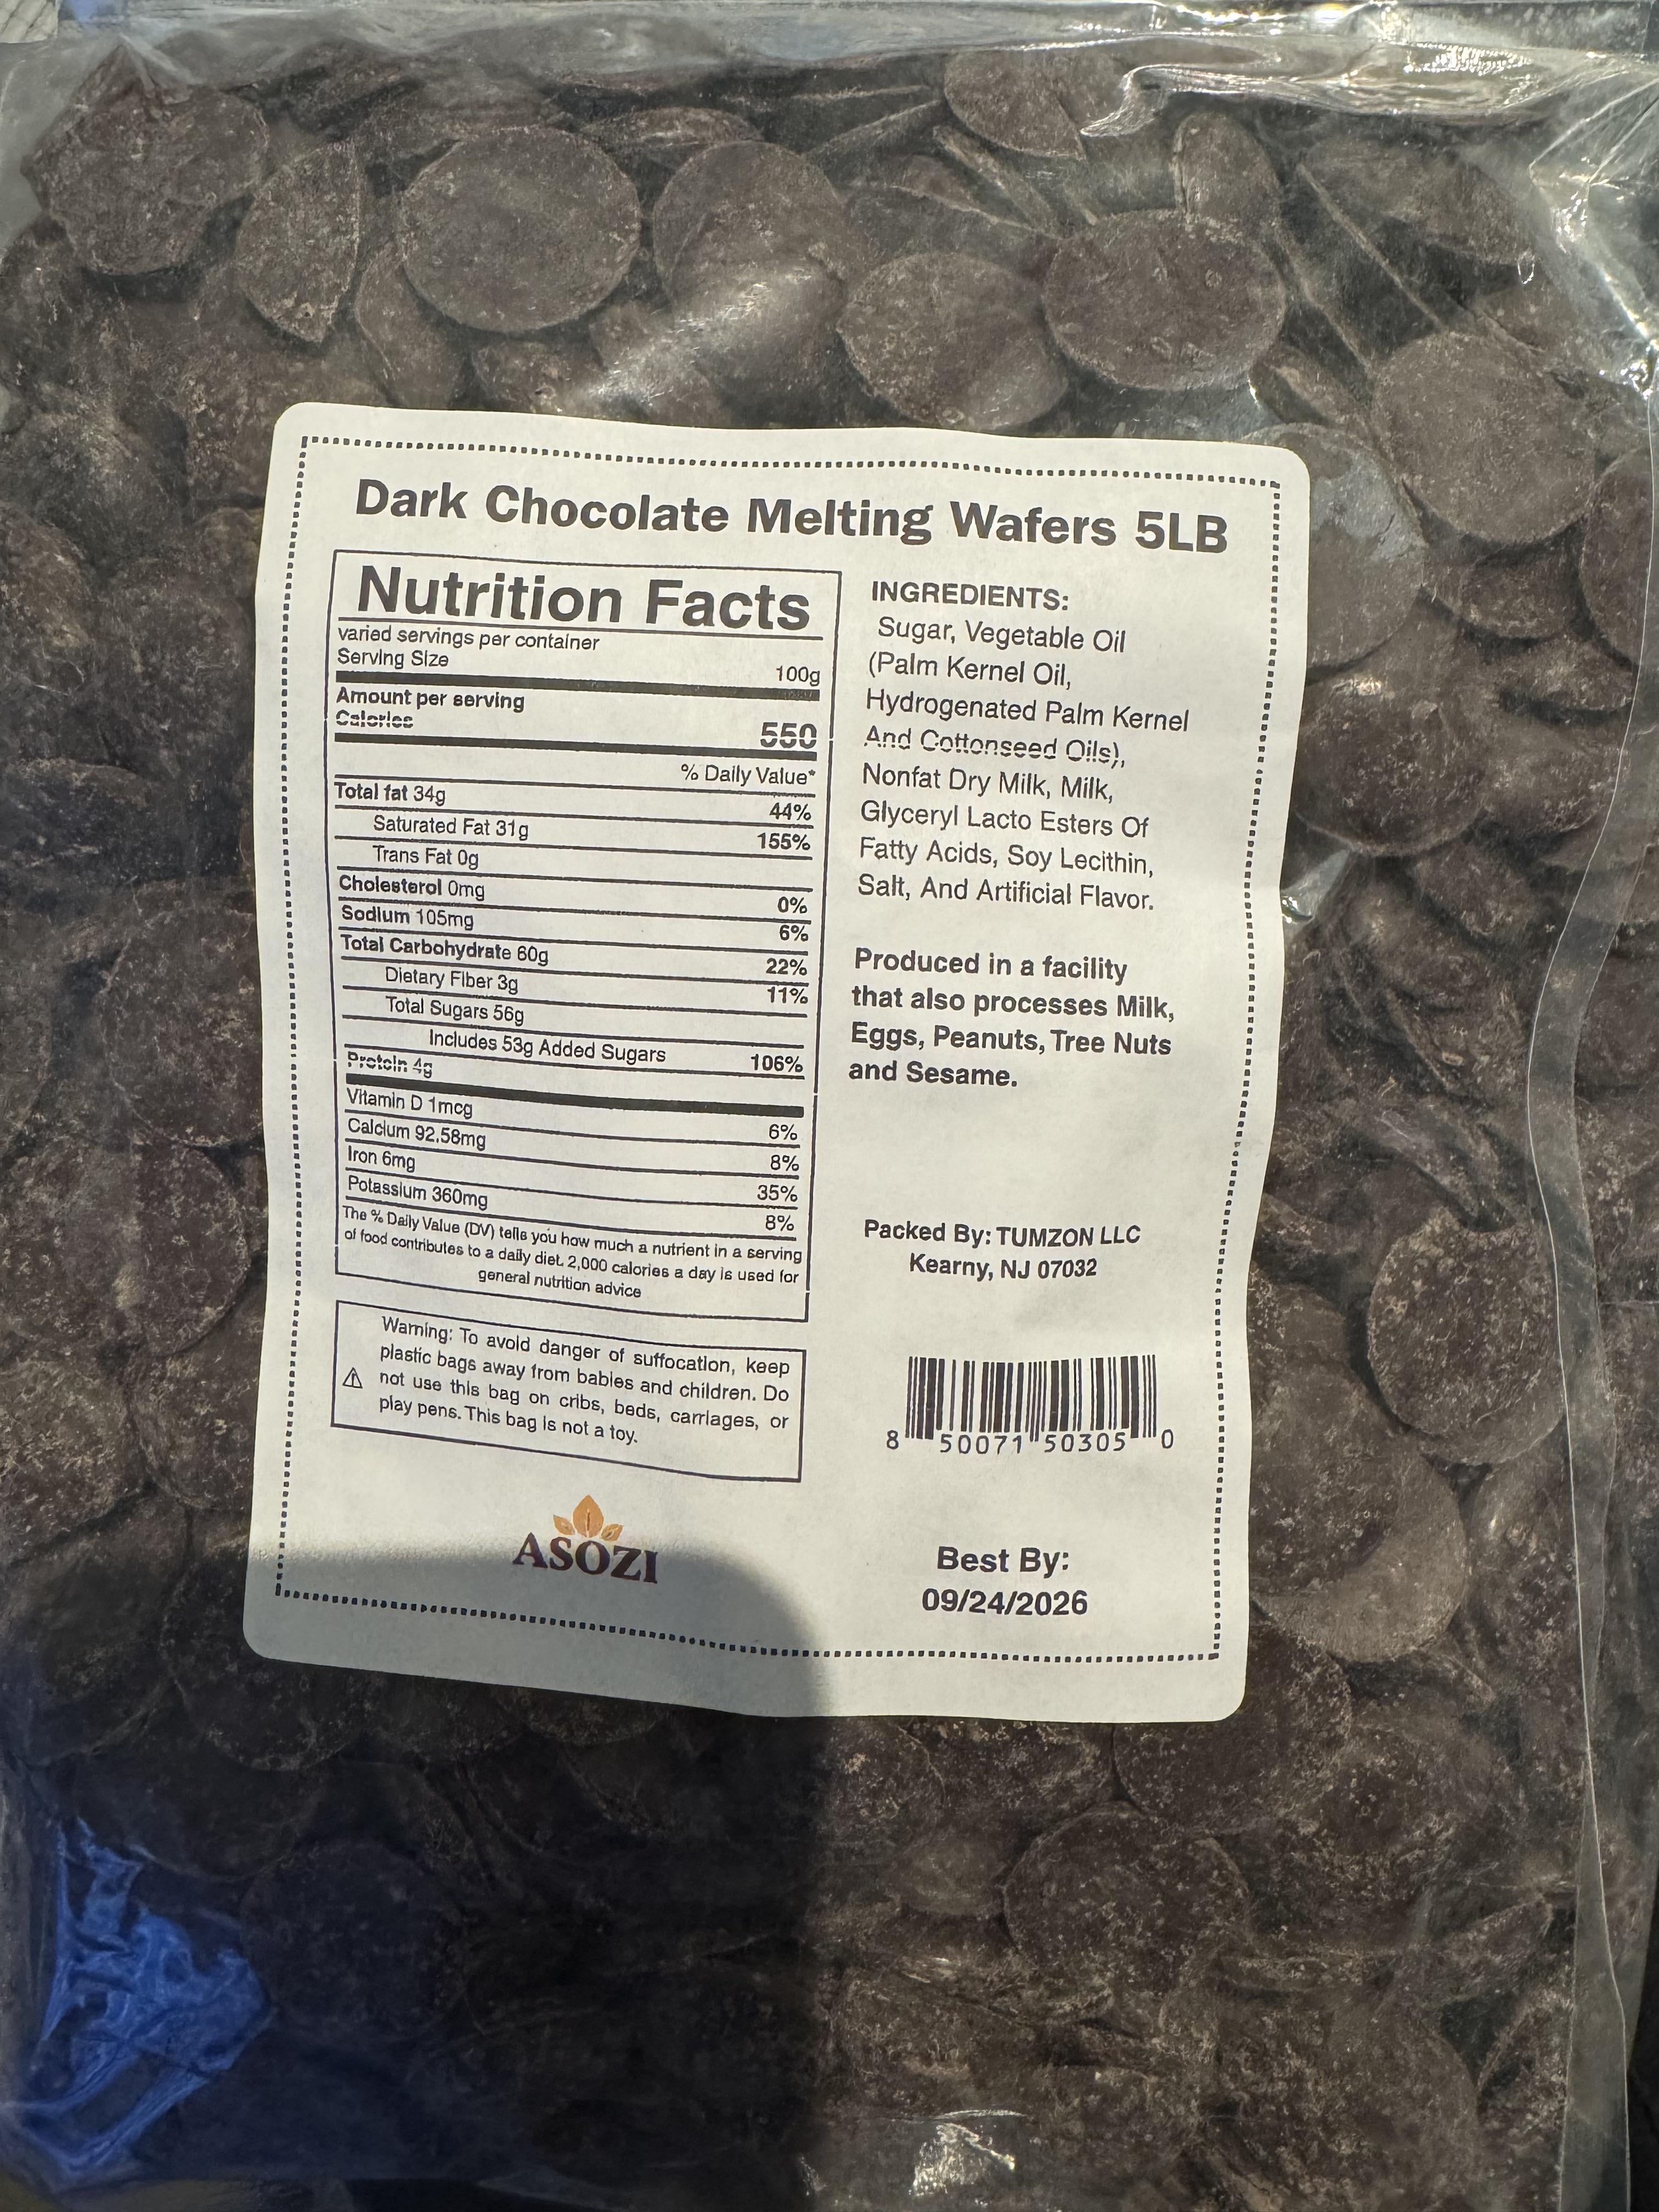 Dark Chocolate Melting Wafers 5LB
Nutrition Facts
varied servings per container
Serving Size 100g
Amount per serving
Calories 550
% Daily Value*
Total fat 34g 44%
Saturated Fat 31g 155%
Trans Fat 0g
Cholesterol 0mg 0%
Sodium 105mg 6%
Total Carbohydrate 60g 22%
Dietary Fiber 3g 11%
Total Sugars 56g
Includes 53g Added Sugars 106%
Protein 4g
Vitamin D 1mcg 6%
Calcium 92.58mg 8%
Iron 6mg 35%
Potassium 360mg 8%
The % Daily Value (DV) tells you how much a nutrient in a serving
of food contributes to a daily diet. 2,000 calories a day is used for
general nutrition advice
Warning: To avoid danger of suffocation, keep
plastic bags away from babies and children. Do
not use this bag on cribs, beds, carriages, or
play pens. This bag is not a toy.
ASOZI
INGREDIENTS:
Sugar, Vegetable Oil
(Palm Kernel Oil,
Hydrogenated Palm Kernel
And Cottonseed Oils),
Nonfat Dry Milk, Milk,
Glyceryl Lacto Esters Of
Fatty Acids, Soy Lecithin,
Salt, And Artificial Flavor.
Produced in a facility
that also processes Milk,
Eggs, Peanuts, Tree Nuts
and Sesame.
Packed By: TUMZON LLC
Kearny, NJ 07032
8 50071 50305 0
Best By:
09/24/2026